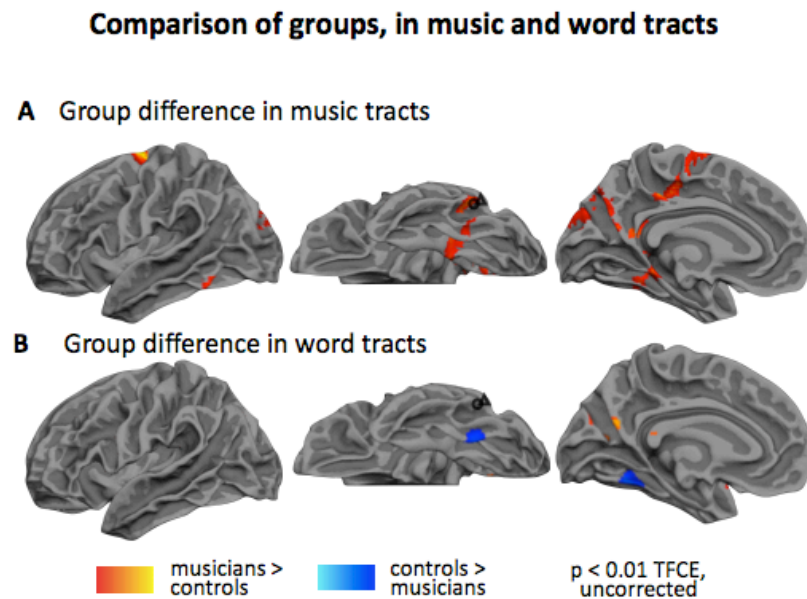 Comparison of groups, in music and word tracts
A Group difference in music tracts
B Group difference in word tracts
musicians >
controls
controls >
musicians
p < 0.01 TFCE,
uncorrected